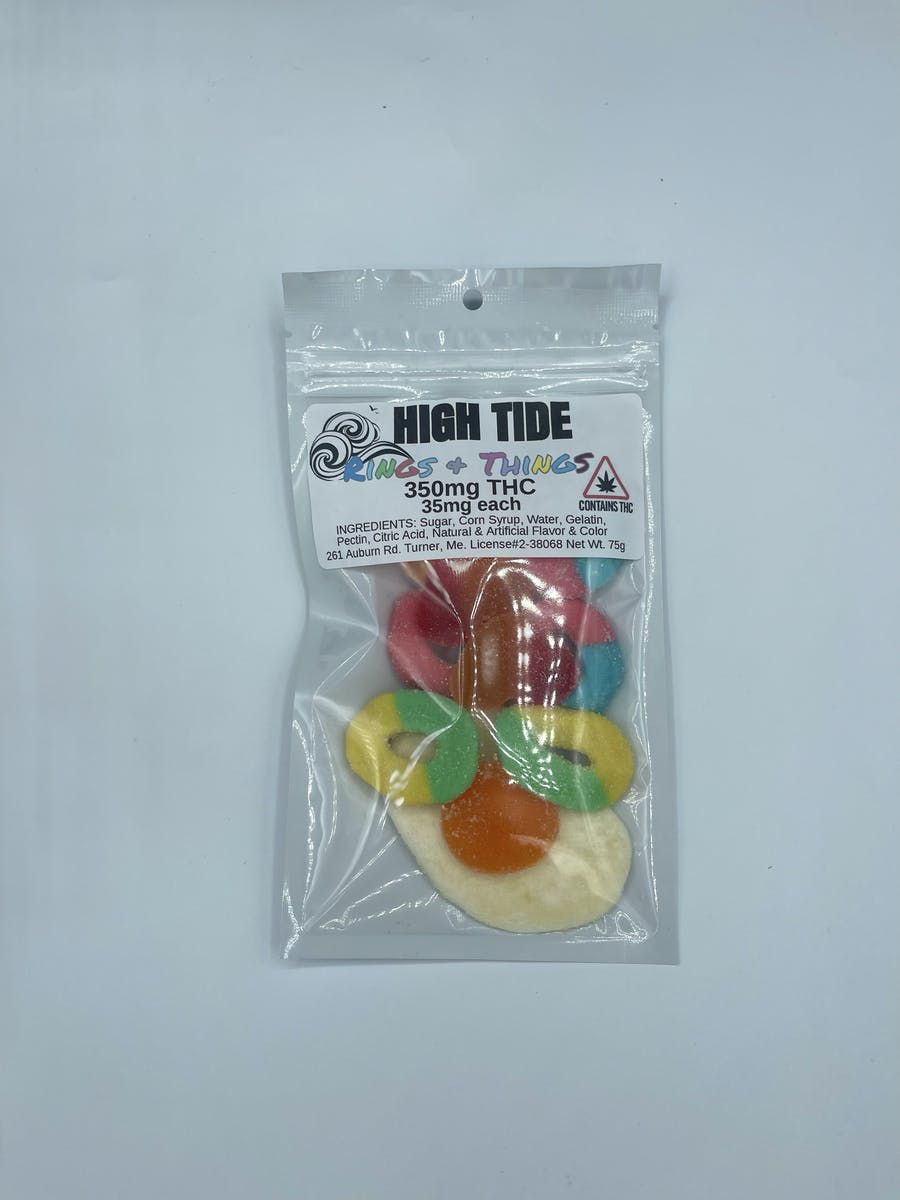 HIGH TIDE
RINGS + THINGS
350mg THC
35mg each
CONTAINS THC
INGREDIENTS: Sugar, Corn Syrup, Water, Gelatin,
Pectin, Citric Acid, Natural & Artificial Flavor & Color
261 Auburn Rd. Turner, Me. License#2-38068 Net Wt. 75g